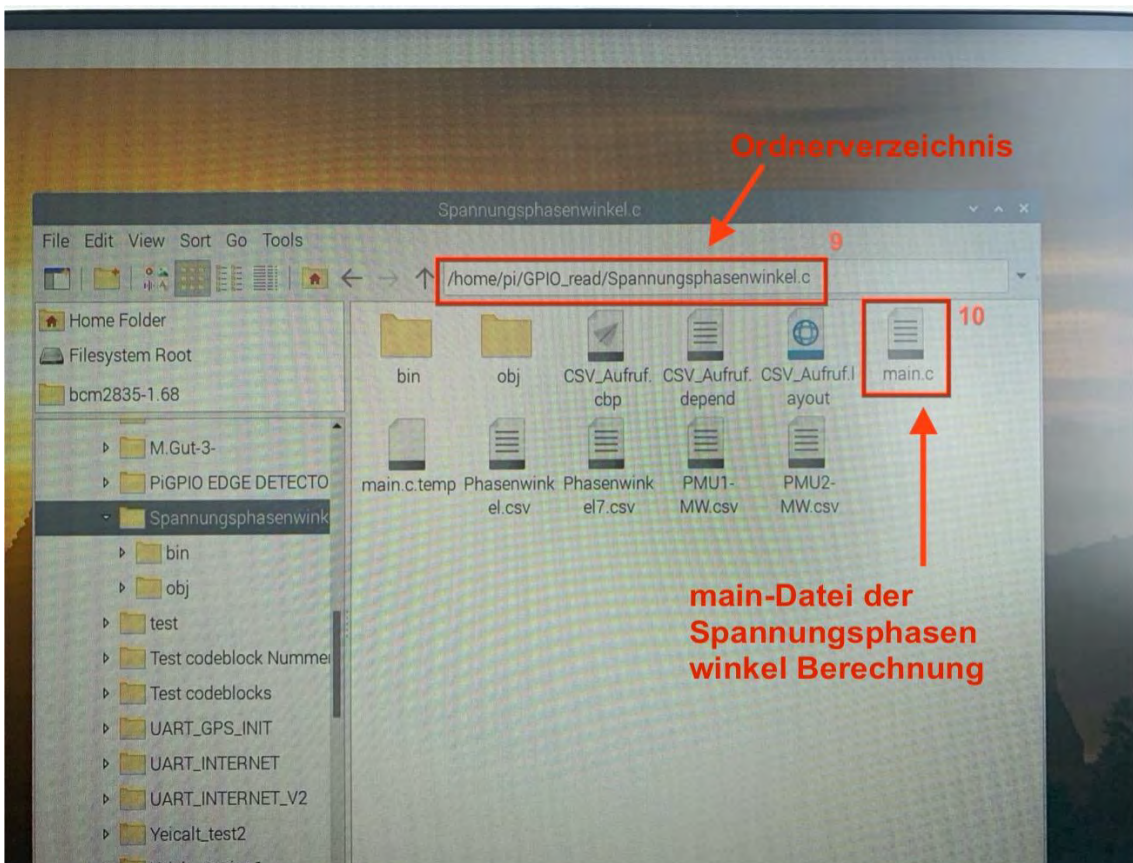 Ordnerverzeichnis
Spannungsphasenwinkel.c
File Edit View Sort Go Tools
9
/home/pi/GPIO_read/Spannungsphasenwinkel.c
10
Home Folder
Filesystem Root
bcm2835-1.68
bin
obj
CSV_Aufruf.
cbp
CSV_Aufruf.
depend
CSV_Aufruf.l
ayout
main.c
main.c.temp
Phasenwink
el.csv
Phasenwink
el7.csv
PMU1-
MW.csv
PMU2-
MW.csv
M.Gut-3-
PiGPIO EDGE DETECTO
Spannungsphasenwink
bin
obj
test
Test codeblock Nummer
Test codeblocks
UART_GPS_INIT
UART_INTERNET
UART_INTERNET_V2
Yeicalt_test2
main-Datei der
Spannungsphasen
winkel Berechnung